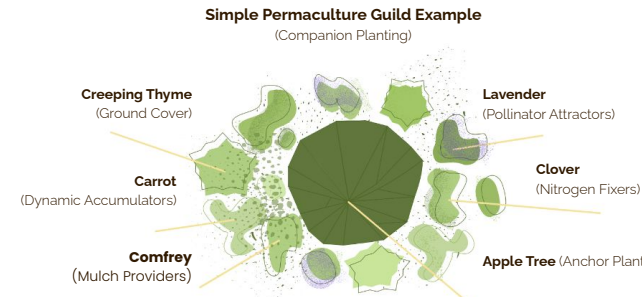 Simple Permaculture Guild Example
(Companion Planting)
Creeping Thyme
(Ground Cover)
Lavender
(Pollinator Attractors)
Carrot
(Dynamic Accumulators)
Clover
(Nitrogen Fixers)
Comfrey
(Mulch Providers)
Apple Tree (Anchor Plant